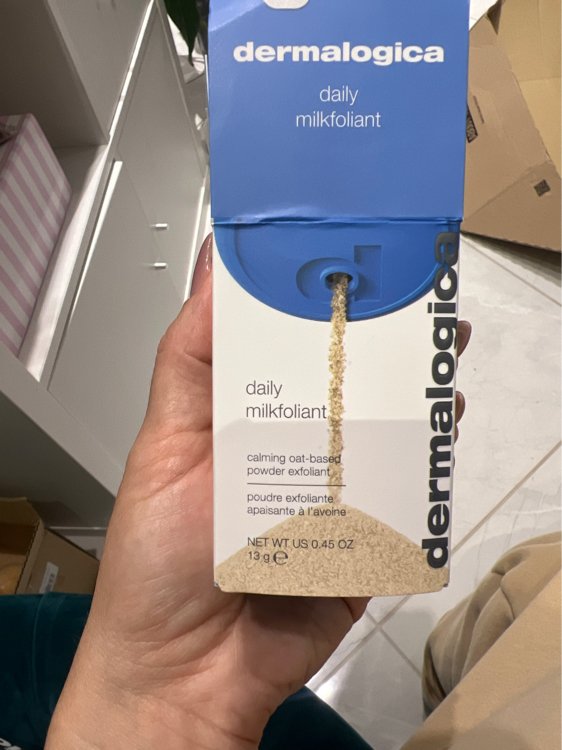 dermalogica
daily
milkfoliant
daily
milkfoliant
calming oat-based
powder exfoliant
poudre exfoliante
apaisante à l'avoine
NET WT US 0.45 OZ
13 g ℮
dermalogica